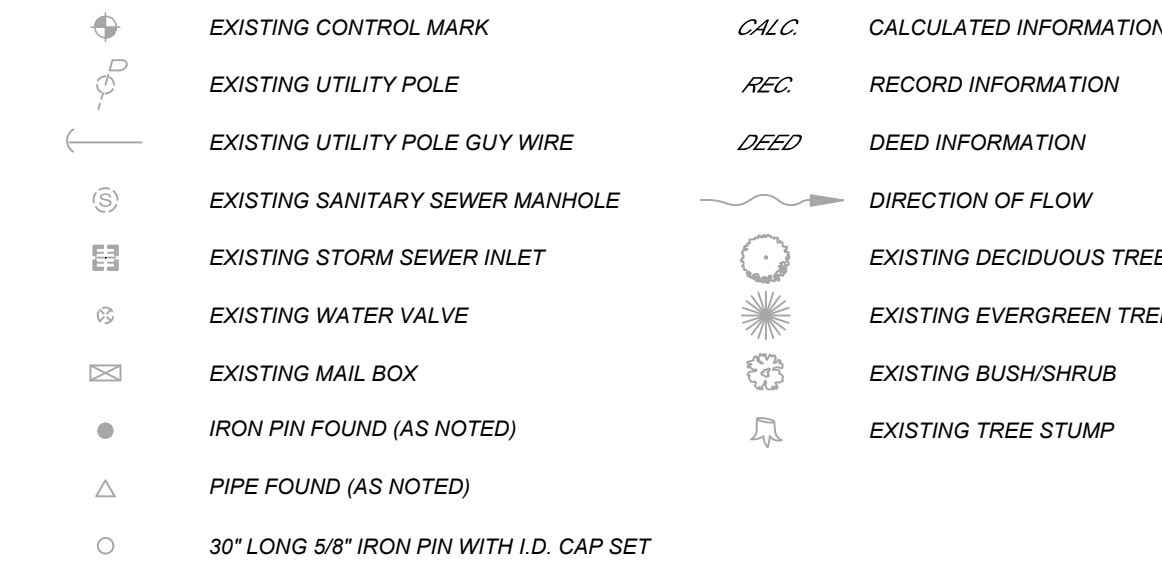 EXISTING CONTROL MARK
EXISTING UTILITY POLE
EXISTING UTILITY POLE GUY WIRE
S EXISTING SANITARY SEWER MANHOLE
EXISTING STORM SEWER INLET
EXISTING WATER VALVE
EXISTING MAIL BOX
IRON PIN FOUND (AS NOTED)
PIPE FOUND (AS NOTED)
30" LONG 5/8" IRON PIN WITH I.D. CAP SET
CALC. CALCULATED INFORMATION
REC. RECORD INFORMATION
DEED DEED INFORMATION
DIRECTION OF FLOW
EXISTING DECIDUOUS TREE
EXISTING EVERGREEN TREE
EXISTING BUSH/SHRUB
EXISTING TREE STUMP